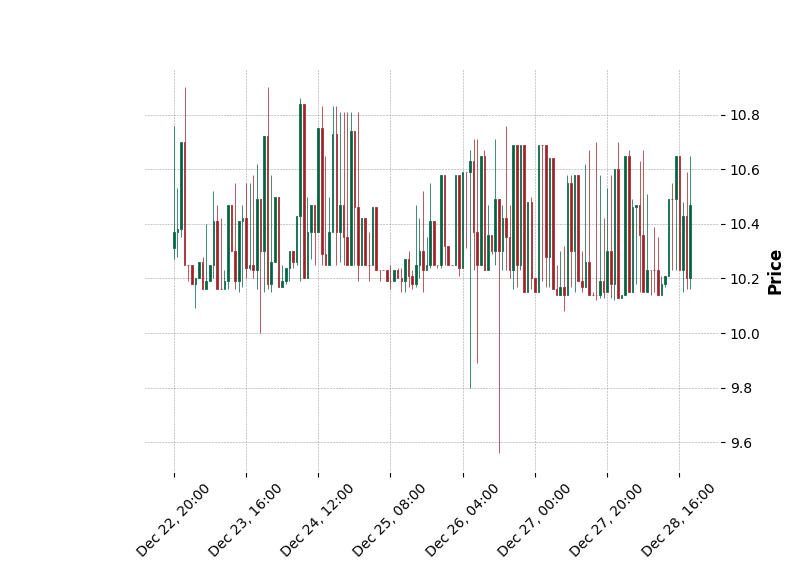 10.8
10.6
10.4
10.2
10.0
9.8
9.6
Price
Dec 22, 20:00
Dec 23, 16:00
Dec 24, 12:00
Dec 25, 08:00
Dec 26, 04:00
Dec 27, 00:00
Dec 27, 20:00
Dec 28, 16:00